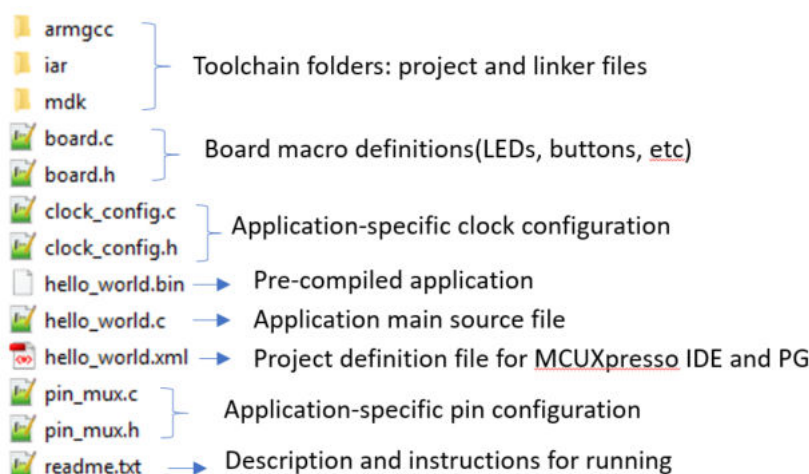 armgcc
iar
mdk
Toolchain folders: project and linker files
board.c
board.h
Board macro definitions(LEDs, buttons, etc)
clock_config.c
clock_config.h
Application-specific clock configuration
hello_world.bin
Pre-compiled application
hello_world.c
Application main source file
hello_world.xml
Project definition file for MCUXpresso IDE and PG
pin_mux.c
pin_mux.h
Application-specific pin configuration
readme.txt
Description and instructions for running